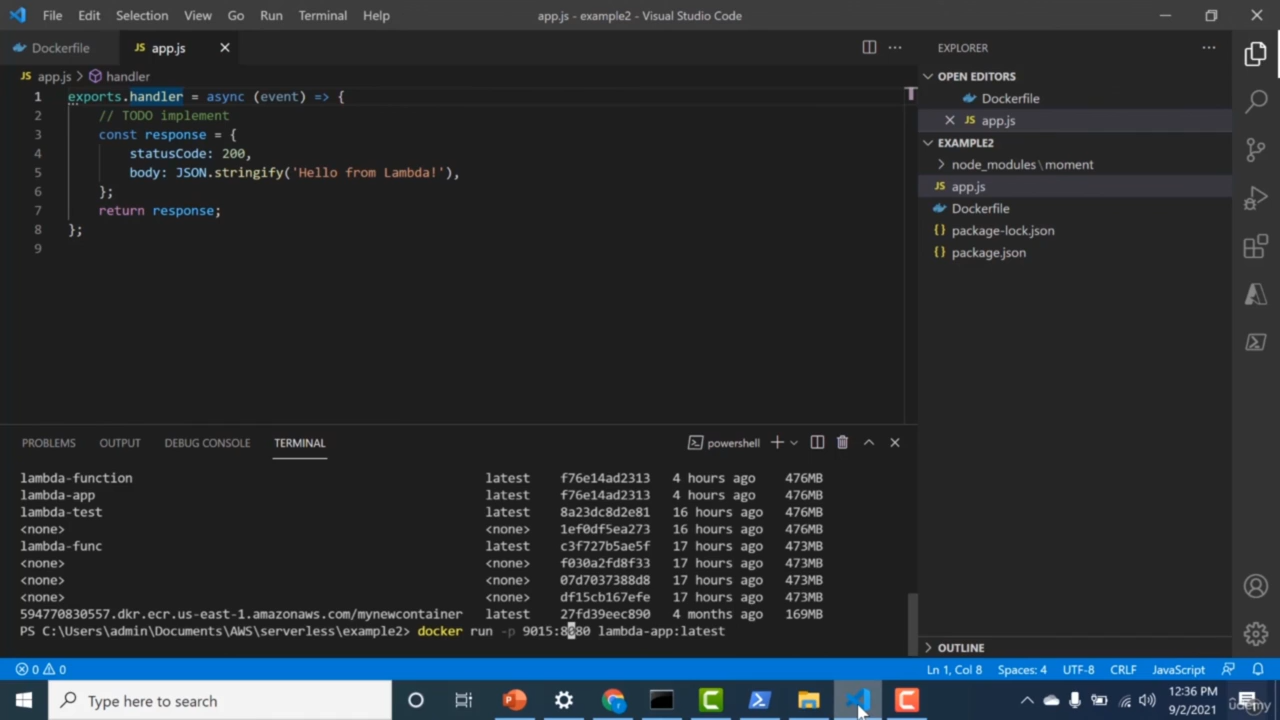 File Edit Selection View Go Run Terminal Help app.js - example2 - Visual Studio Code
Dockerfile JS app.js
JS app.js > handler
1 exports.handler = async (event) => {
2 // TODO implement
3 const response = {
4 statusCode: 200,
5 body: JSON.stringify('Hello from Lambda!'),
6 };
7 return response;
8 };
9
EXPLORER
OPEN EDITORS
Dockerfile
JS app.js
EXAMPLE2
node_modules\moment
JS app.js
Dockerfile
{} package-lock.json
{} package.json
OUTLINE
PROBLEMS OUTPUT DEBUG CONSOLE TERMINAL powershell
lambda-function latest f76e14ad2313 4 hours ago 476MB
lambda-app latest f76e14ad2313 4 hours ago 476MB
lambda-test latest 8a23dc8d2e81 16 hours ago 476MB
<none> <none> 1ef0df5ea273 16 hours ago 476MB
lambda-func latest c3f727b5ae5f 17 hours ago 473MB
<none> <none> f030a2fd8f33 17 hours ago 473MB
<none> <none> 07d7037388d8 17 hours ago 473MB
<none> <none> df15cb167efe 17 hours ago 473MB
594770830557.dkr.ecr.us-east-1.amazonaws.com/mynewcontainer latest 27fd39eec890 4 months ago 169MB
PS C:\Users\admin\Documents\AWS\serverless\example2> docker run -p 9015:8080 lambda-app:latest
0 0 Ln 1, Col 8 Spaces: 4 UTF-8 CRLF JavaScript
Type here to search
12:36 PM
9/2/2021
udemy